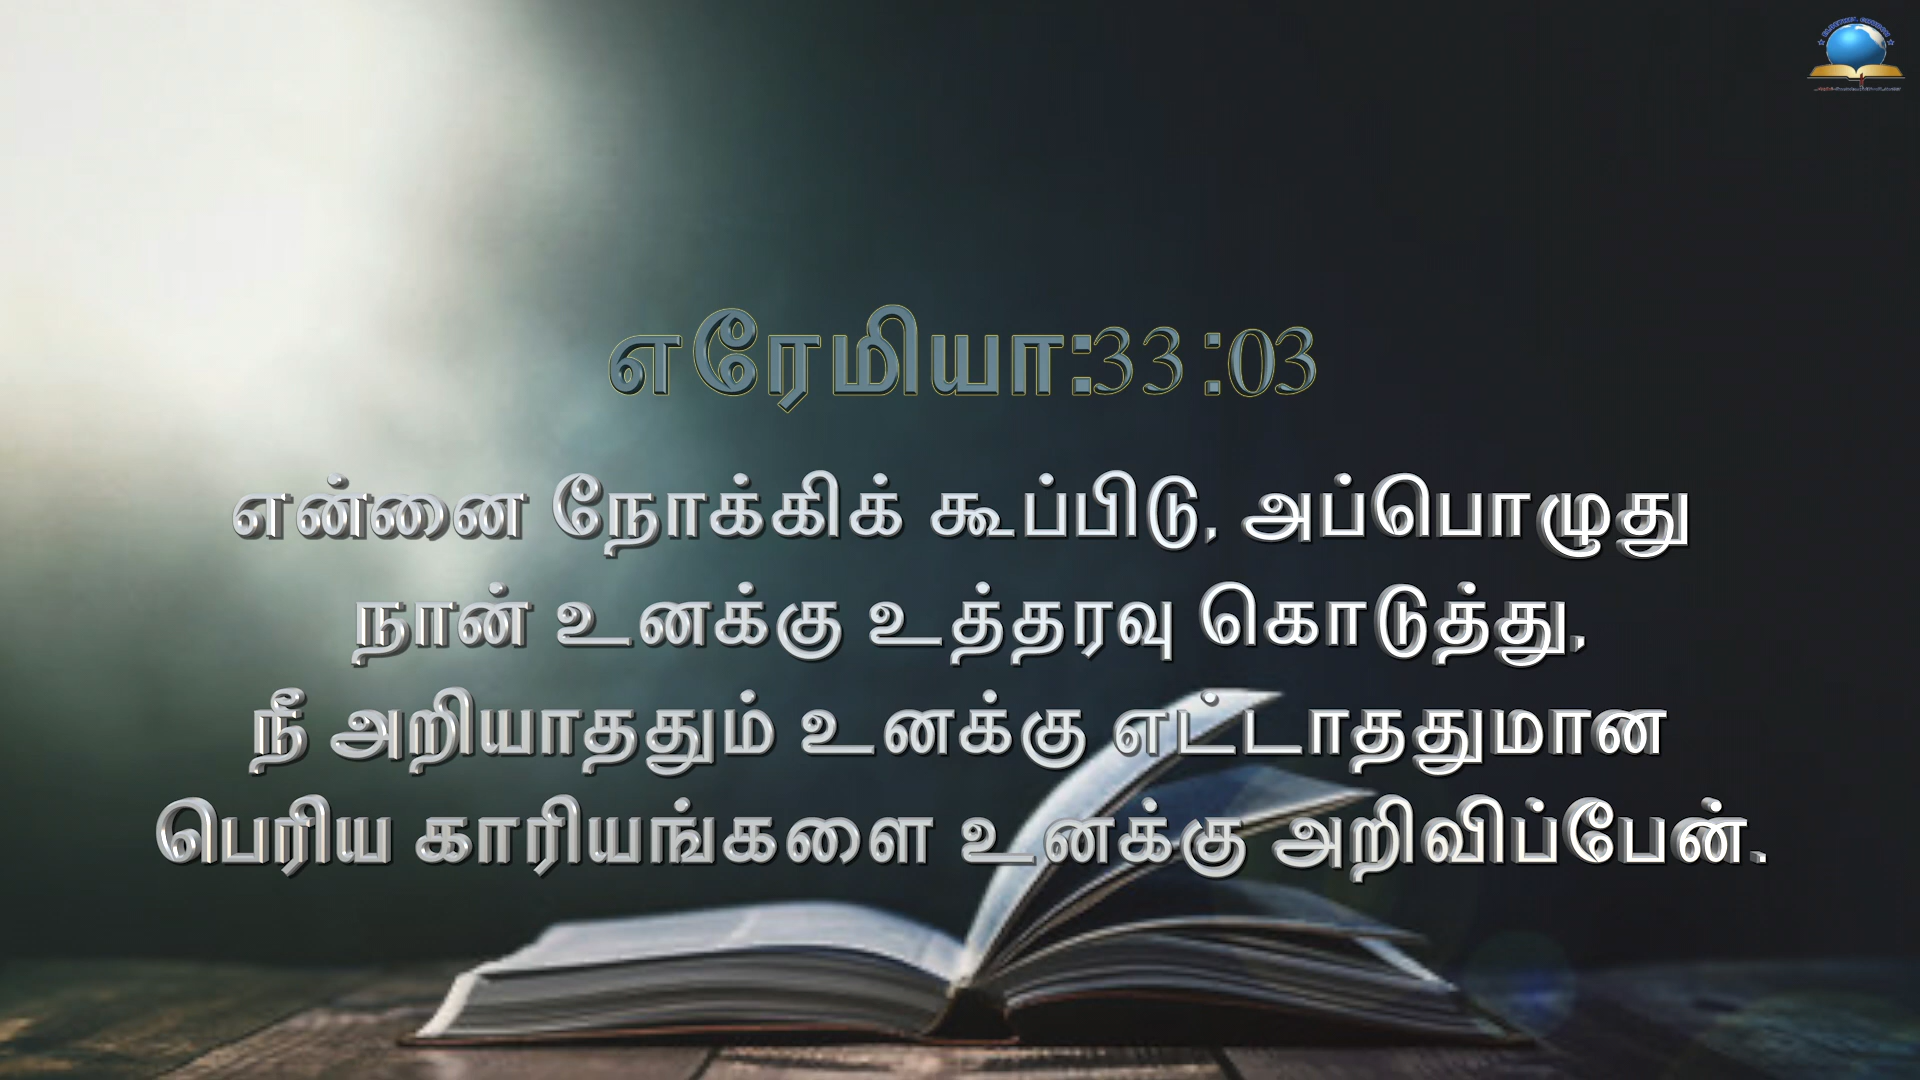 எரேமியா:33:03
என்னை நோக்கிக் கூப்பிடு, அப்பொழுது
நான் உனக்கு உத்தரவு கொடுத்து,
நீ அறியாததும் உனக்கு எட்டாததுமான
பெரிய காரியங்களை உனக்கு அறிவிப்பேன்.